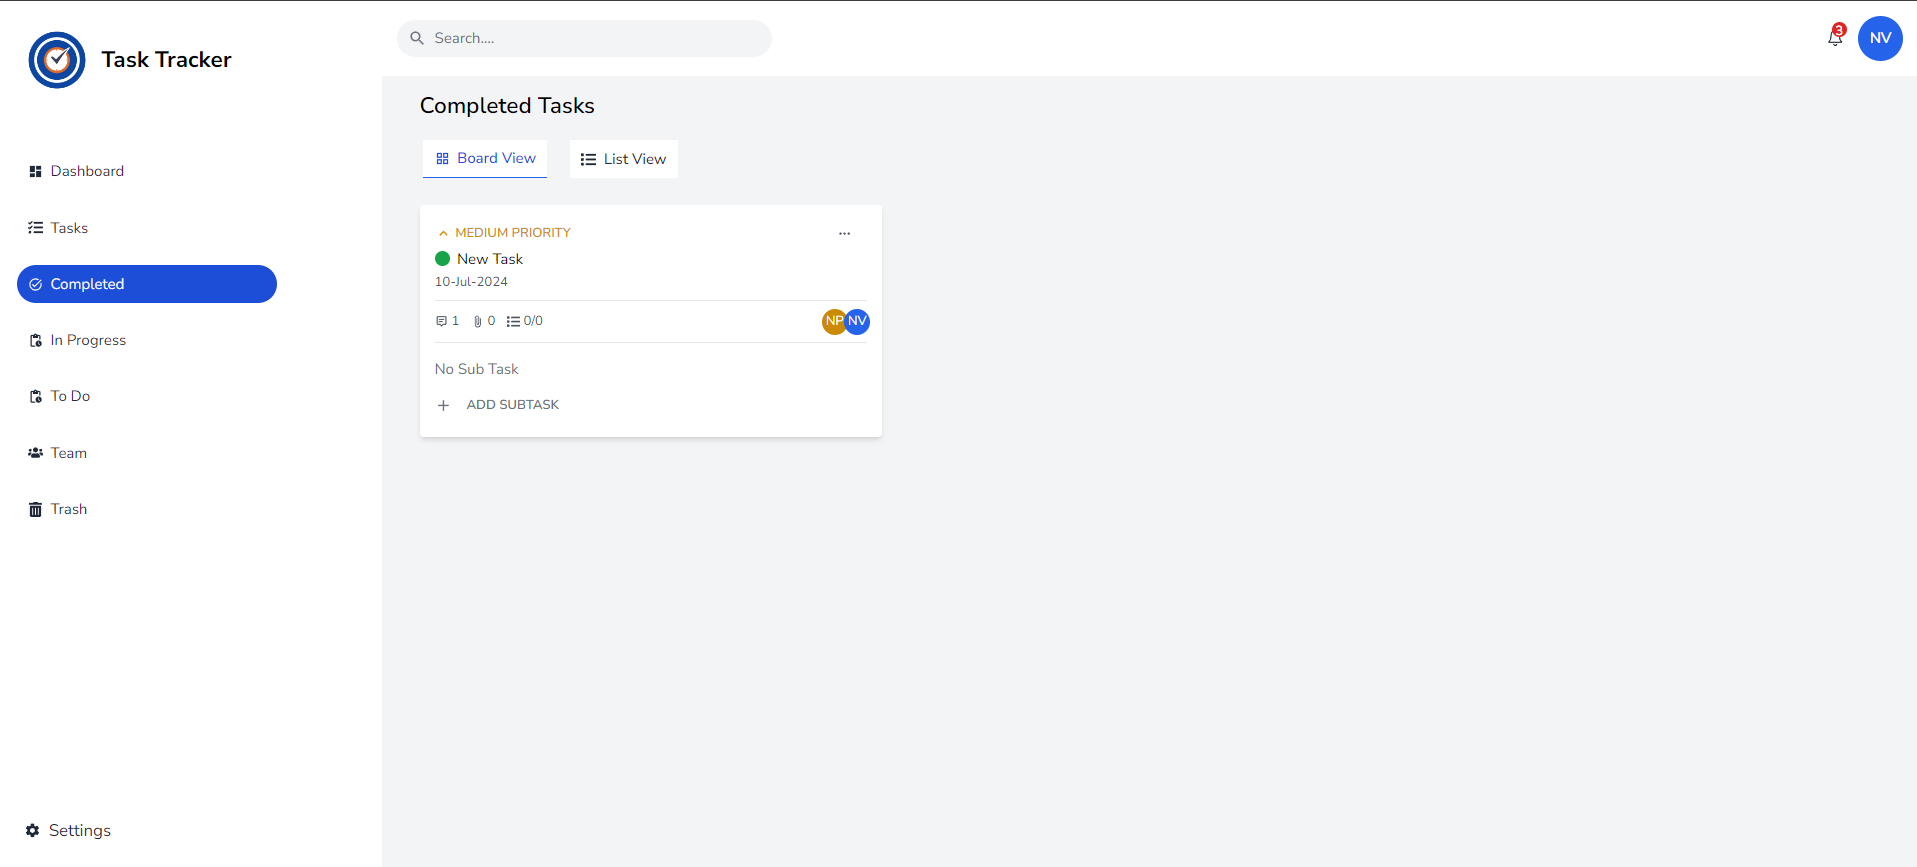 Task Tracker
Search....
3
NV
Dashboard
Tasks
Completed
In Progress
To Do
Team
Trash
Settings
Completed Tasks
Board View
List View
MEDIUM PRIORITY
...
New Task
10-Jul-2024
1 0 0/0 NP NV
No Sub Task
+ ADD SUBTASK